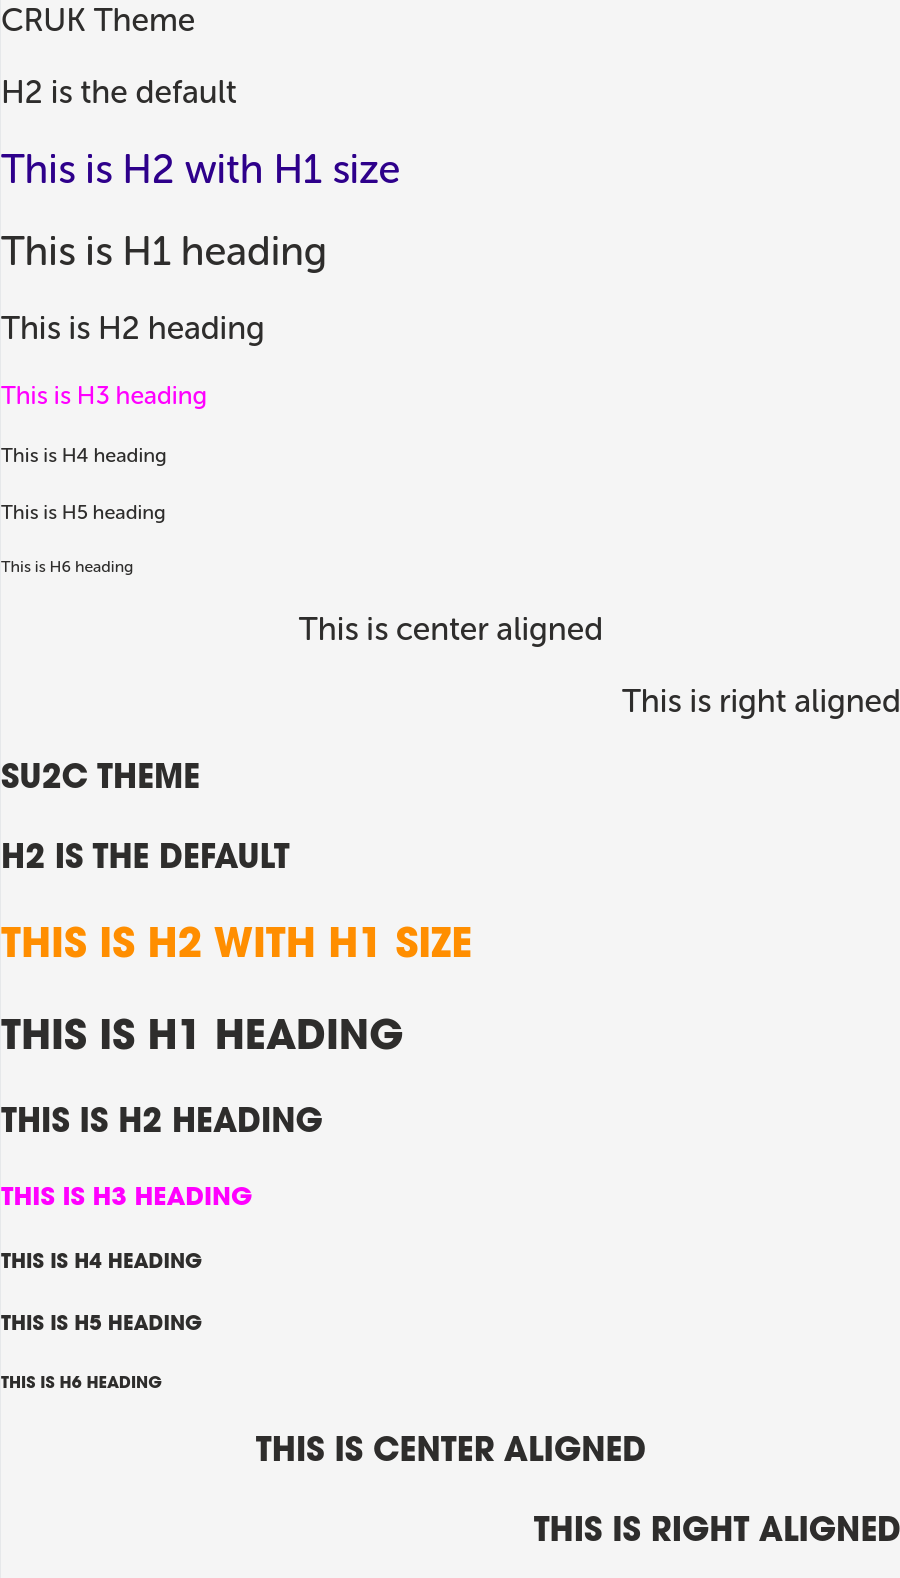 CRUK Theme
H2 is the default
This is H2 with H1 size
This is H1 heading
This is H2 heading
This is H3 heading
This is H4 heading
This is H5 heading
This is H6 heading
This is center aligned
This is right aligned
SU2C THEME
H2 IS THE DEFAULT
THIS IS H2 WITH H1 SIZE
THIS IS H1 HEADING
THIS IS H2 HEADING
THIS IS H3 HEADING
THIS IS H4 HEADING
THIS IS H5 HEADING
THIS IS H6 HEADING
THIS IS CENTER ALIGNED
THIS IS RIGHT ALIGNED